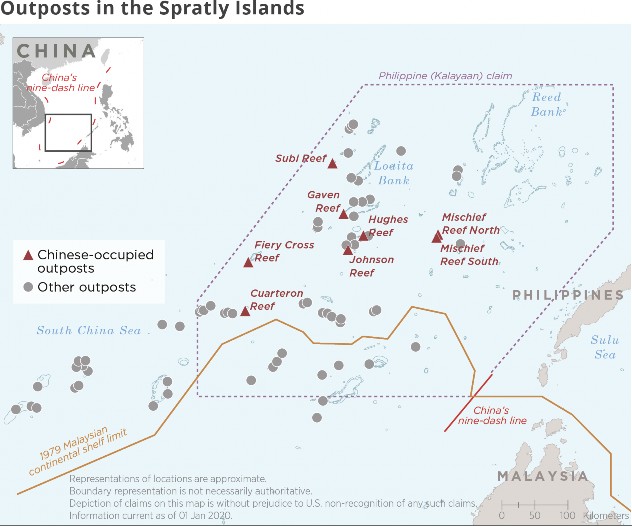 Outposts in the Spratly Islands
CHINA
China's
nine-dash line
Philippine (Kalayaan) claim
Reed
Bank
Subi Reef
Loaita
Bank
Gaven
Reef
Hughes
Reef
Mischief
Reef North
Mischief
Reef South
Johnson
Reef
Fiery Cross
Reef
Chinese-occupied
outposts
Other outposts
Cuarteron
Reef
PHILIPPINES
South China Sea
Sulu
Sea
China's
nine-dash line
1979 Malaysian
continental shelf limit
MALAYSIA
Representations of locations are approximate.
Boundary representation is not necessarily authoritative.
Depiction of claims on this map is without prejudice to U.S. non-recognition of any such claims.
Information current as of 01 Jan 2020.
0 50 100 Kilometers